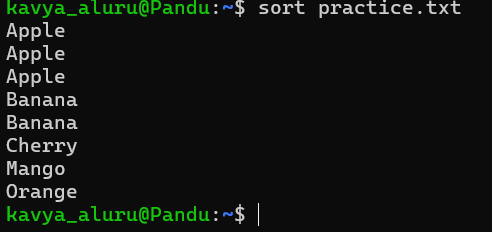 kavya_aluru@Pandu:~$ sort practice.txt
Apple
Apple
Apple
Banana
Banana
Cherry
Mango
Orange
kavya_aluru@Pandu:~$